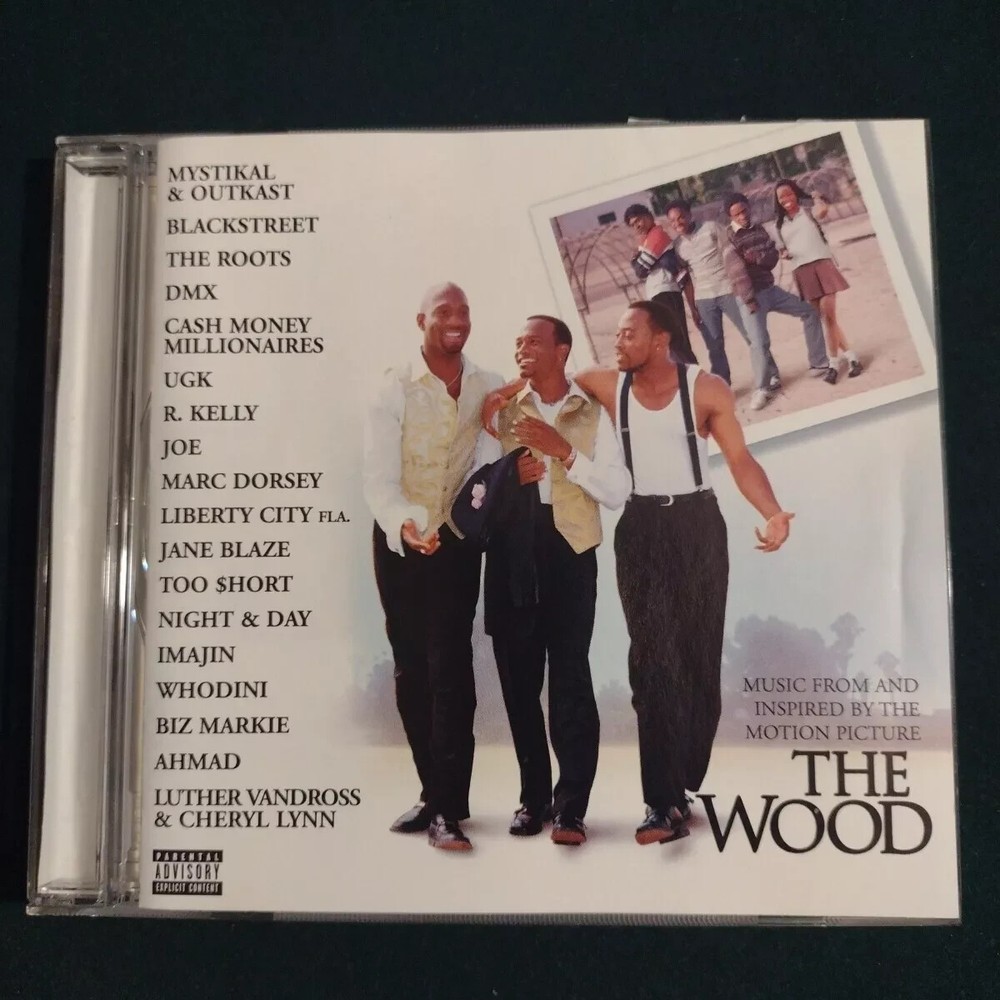 MYSTIKAL
& OUTKAST
BLACKSTREET
THE ROOTS
DMX
CASH MONEY
MILLIONAIRES
UGK
R. KELLY
JOE
MARC DORSEY
LIBERTY CITY FLA.
JANE BLAZE
TOO $HORT
NIGHT & DAY
IMAJIN
WHODINI
BIZ MARKIE
AHMAD
LUTHER VANDROSS
& CHERYL LYNN
PARENTAL
ADVISORY
EXPLICIT CONTENT
MUSIC FROM AND
INSPIRED BY THE
MOTION PICTURE
THE
WOOD